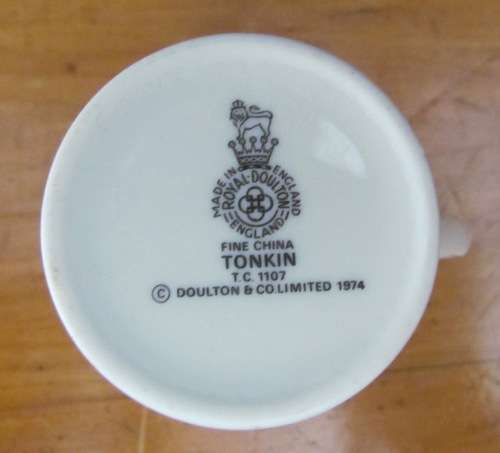 MADE IN ENGLAND
ROYAL·DOULTON
ENGLAND
FINE CHINA
TONKIN
T.C. 1107
© DOULTON & CO.LIMITED 1974